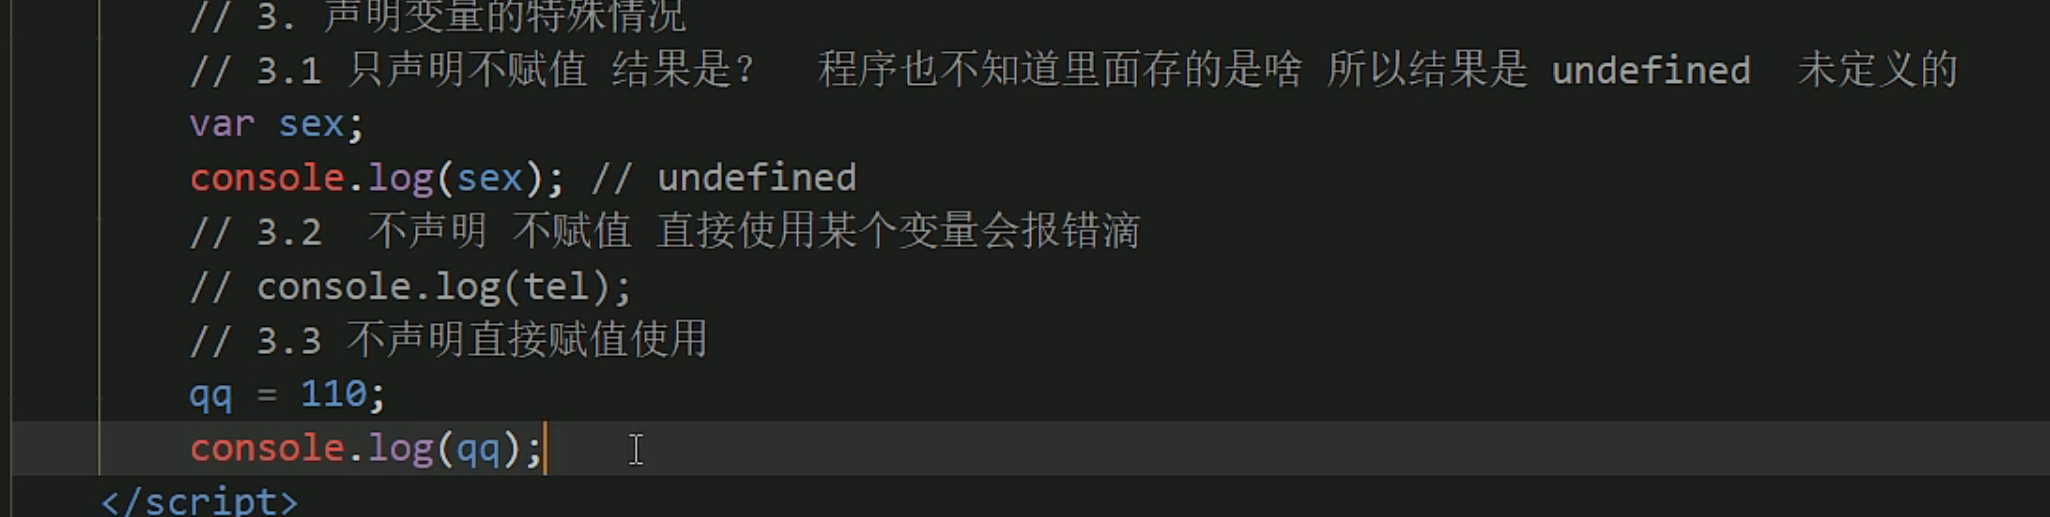 // 3. 声明变量的特殊情况
// 3.1 只声明不赋值 结果是? 程序也不知道里面存的是啥 所以结果是 undefined 未定义的
var sex;
console.log(sex); // undefined
// 3.2 不声明 不赋值 直接使用某个变量会报错滴
// console.log(tel);
// 3.3 不声明直接赋值使用
qq = 110;
console.log(qq);
</script>